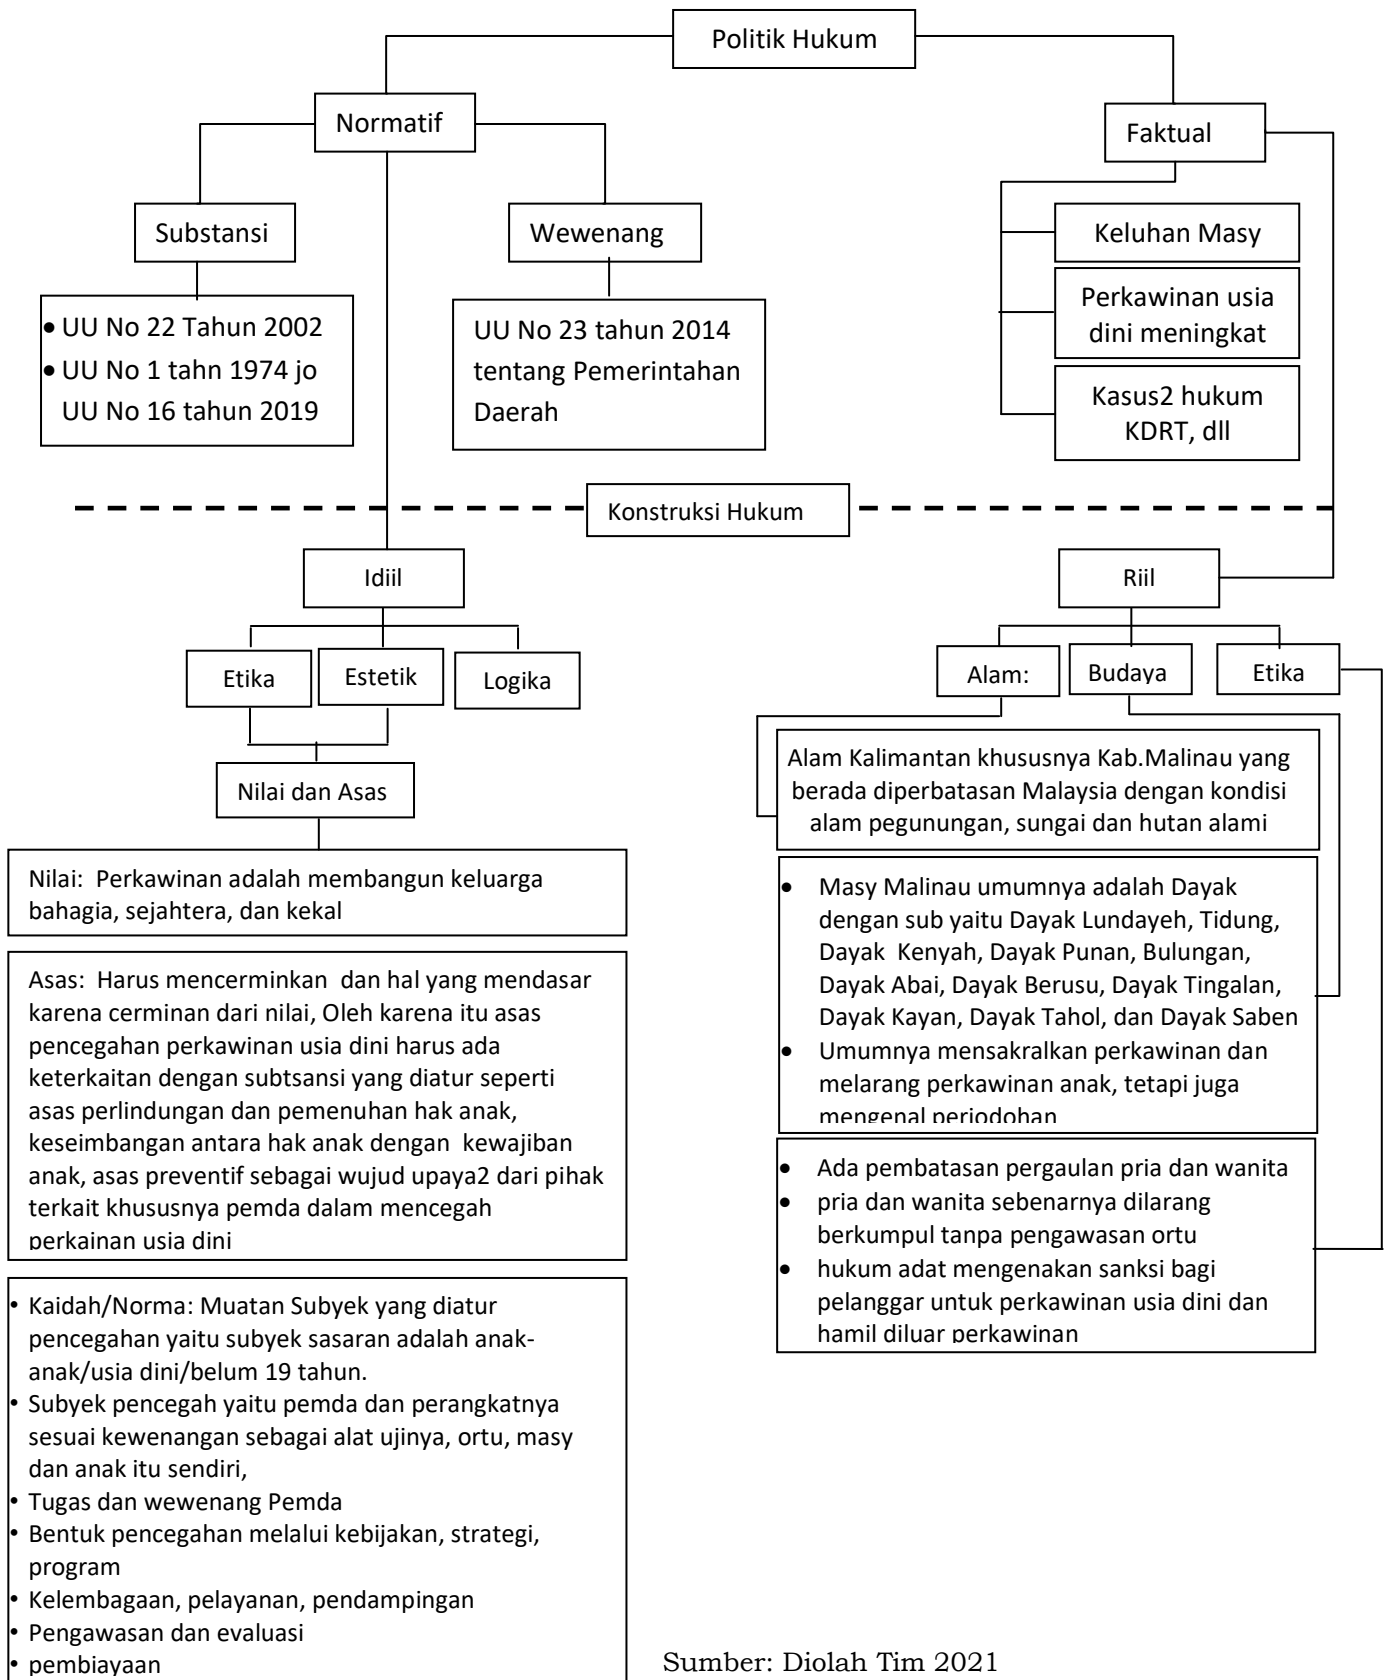 Politik Hukum
Normatif
Faktual
Substansi
Wewenang
• UU No 22 Tahun 2002
• UU No 1 tahn 1974 jo
UU No 16 tahun 2019
UU No 23 tahun 2014
tentang Pemerintahan
Daerah
Keluhan Masy
Perkawinan usia
dini meningkat
Kasus2 hukum
KDRT, dll
Konstruksi Hukum
Idiil
Etika
Estetik
Logika
Nilai dan Asas
Nilai: Perkawinan adalah membangun keluarga
bahagia, sejahtera, dan kekal
Asas: Harus mencerminkan dan hal yang mendasar
karena cerminan dari nilai, Oleh karena itu asas
pencegahan perkawinan usia dini harus ada
keterkaitan dengan subtsansi yang diatur seperti
asas perlindungan dan pemenuhan hak anak,
keseimbangan antara hak anak dengan kewajiban
anak, asas preventif sebagai wujud upaya2 dari pihak
terkait khususnya pemda dalam mencegah
perkainan usia dini
• Kaidah/Norma: Muatan Subyek yang diatur
pencegahan yaitu subyek sasaran adalah anak-
anak/usia dini/belum 19 tahun.
• Subyek pencegah yaitu pemda dan perangkatnya
sesuai kewenangan sebagai alat ujinya, ortu, masy
dan anak itu sendiri,
• Tugas dan wewenang Pemda
• Bentuk pencegahan melalui kebijakan, strategi,
program
• Kelembagaan, pelayanan, pendampingan
• Pengawasan dan evaluasi
• pembiayaan
Riil
Alam:
Budaya
Etika
Alam Kalimantan khususnya Kab.Malinau yang
berada diperbatasan Malaysia dengan kondisi
alam pegunungan, sungai dan hutan alami
• Masy Malinau umumnya adalah Dayak
dengan sub yaitu Dayak Lundayeh, Tidung,
Dayak Kenyah, Dayak Punan, Bulungan,
Dayak Abai, Dayak Berusu, Dayak Tingalan,
Dayak Kayan, Dayak Tahol, dan Dayak Saben
• Umumnya mensakralkan perkawinan dan
melarang perkawinan anak, tetapi juga
mengenal perjodohan
• Ada pembatasan pergaulan pria dan wanita
• pria dan wanita sebenarnya dilarang
berkumpul tanpa pengawasan ortu
• hukum adat mengenakan sanksi bagi
pelanggar untuk perkawinan usia dini dan
hamil diluar perkawinan
Sumber: Diolah Tim 2021